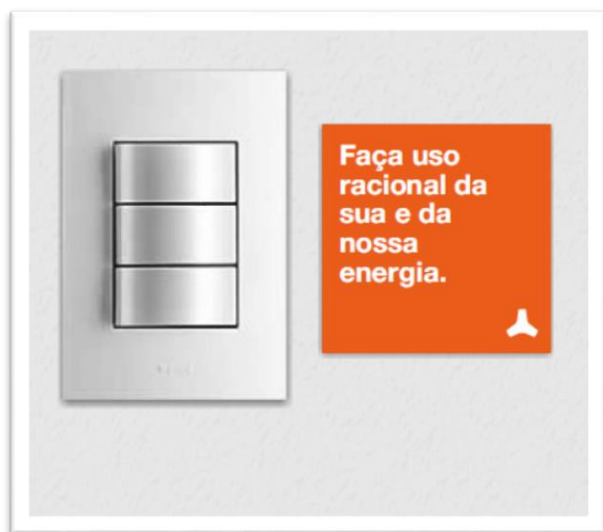 Faça uso
racional da
sua e da
nossa
energia.